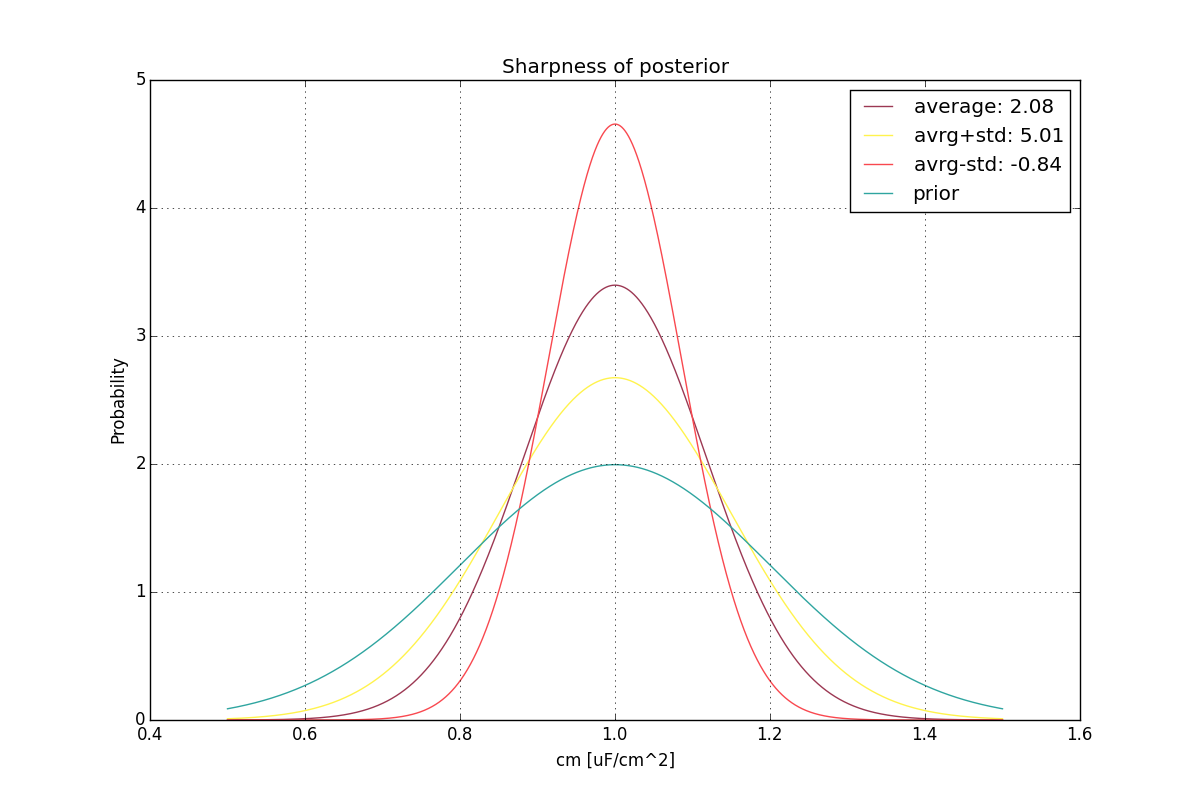 Sharpness of posterior
average: 2.08
avrg+std: 5.01
avrg-std: -0.84
prior
5
4
3
2
1
0
Probability
0.4 0.6 0.8 1.0 1.2 1.4 1.6
cm [uF/cm^2]